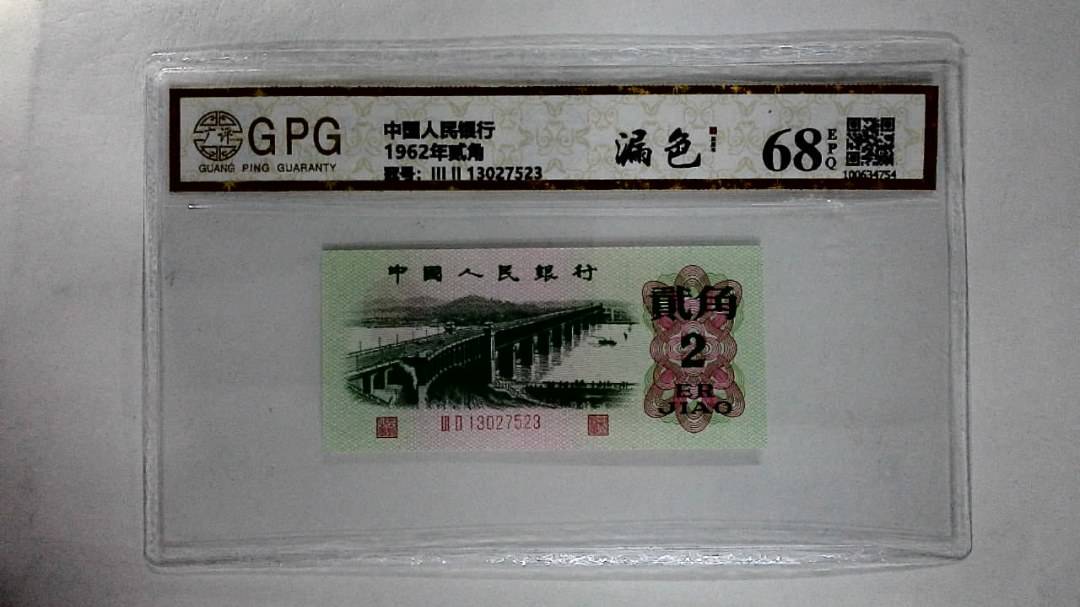 GPG
GUANG PING GUARANTY
中國人民銀行
1962年贰角
冠号: III II 13027523
漏色
68
EPQ
100634754
中國人民銀行
貳角
2
ER
JIAO
III II 13027523